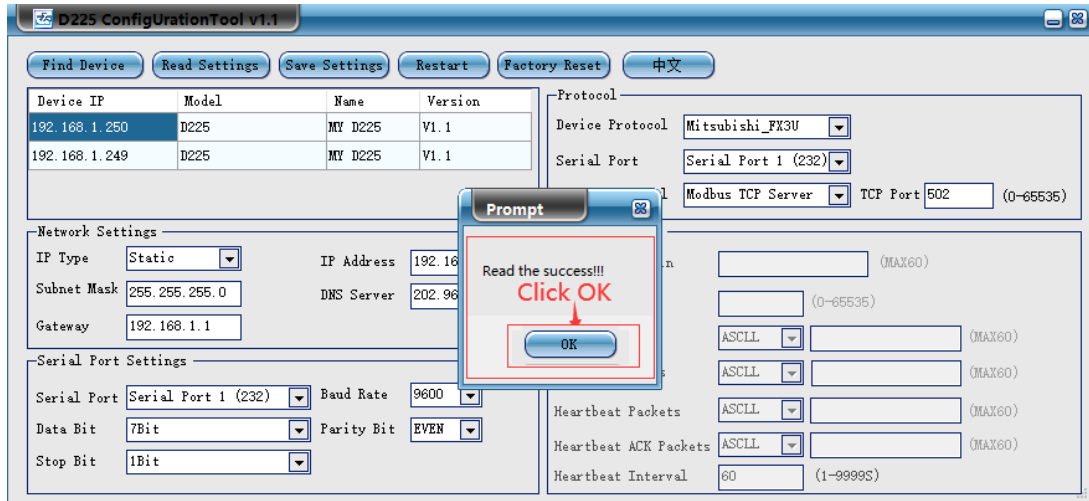 D225 ConfigUrationTool v1.1
Find Device Read Settings Save Settings Restart Factory Reset 中文
Device IP Model Name Version
192.168.1.250 D225 MY D225 V1.1
192.168.1.249 D225 MY D225 V1.1
Protocol
Device Protocol Mitsubishi_FX3U
Serial Port Serial Port 1 (232)
Modbus TCP Server TCP Port 502 (0-65535)
Prompt
Read the success!!!
Click OK
OK
Network Settings
IP Type Static IP Address 192.16
Subnet Mask 255.255.255.0 DNS Server 202.96
Gateway 192.168.1.1
(MAX60)
(0-65535)
ASCLL (MAX60)
ASCLL (MAX60)
Heartbeat Packets ASCLL (MAX60)
Heartbeat ACK Packets ASCLL (MAX60)
Heartbeat Interval 60 (1-9999S)
Serial Port Settings
Serial Port Serial Port 1 (232) Baud Rate 9600
Data Bit 7Bit Parity Bit EVEN
Stop Bit 1Bit